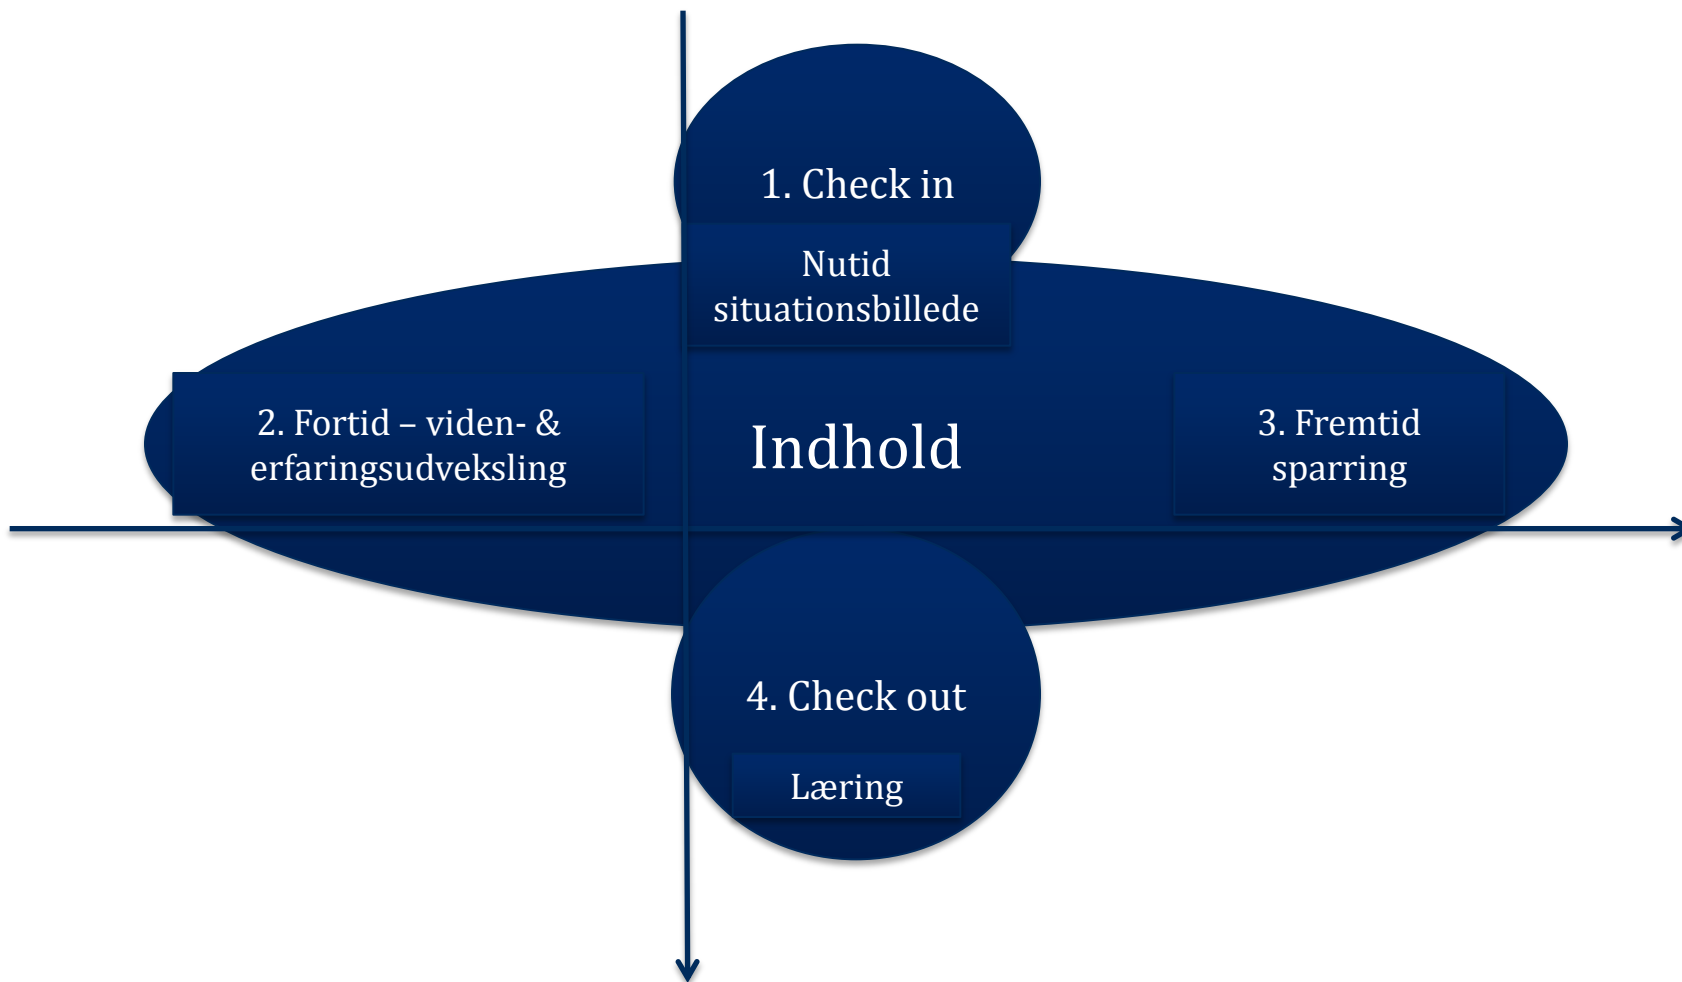 1. Check in
Nutid
situationsbillede
2. Fortid – viden- &
erfaringsudveksling
Indhold
3. Fremtid
sparring
4. Check out
Læring